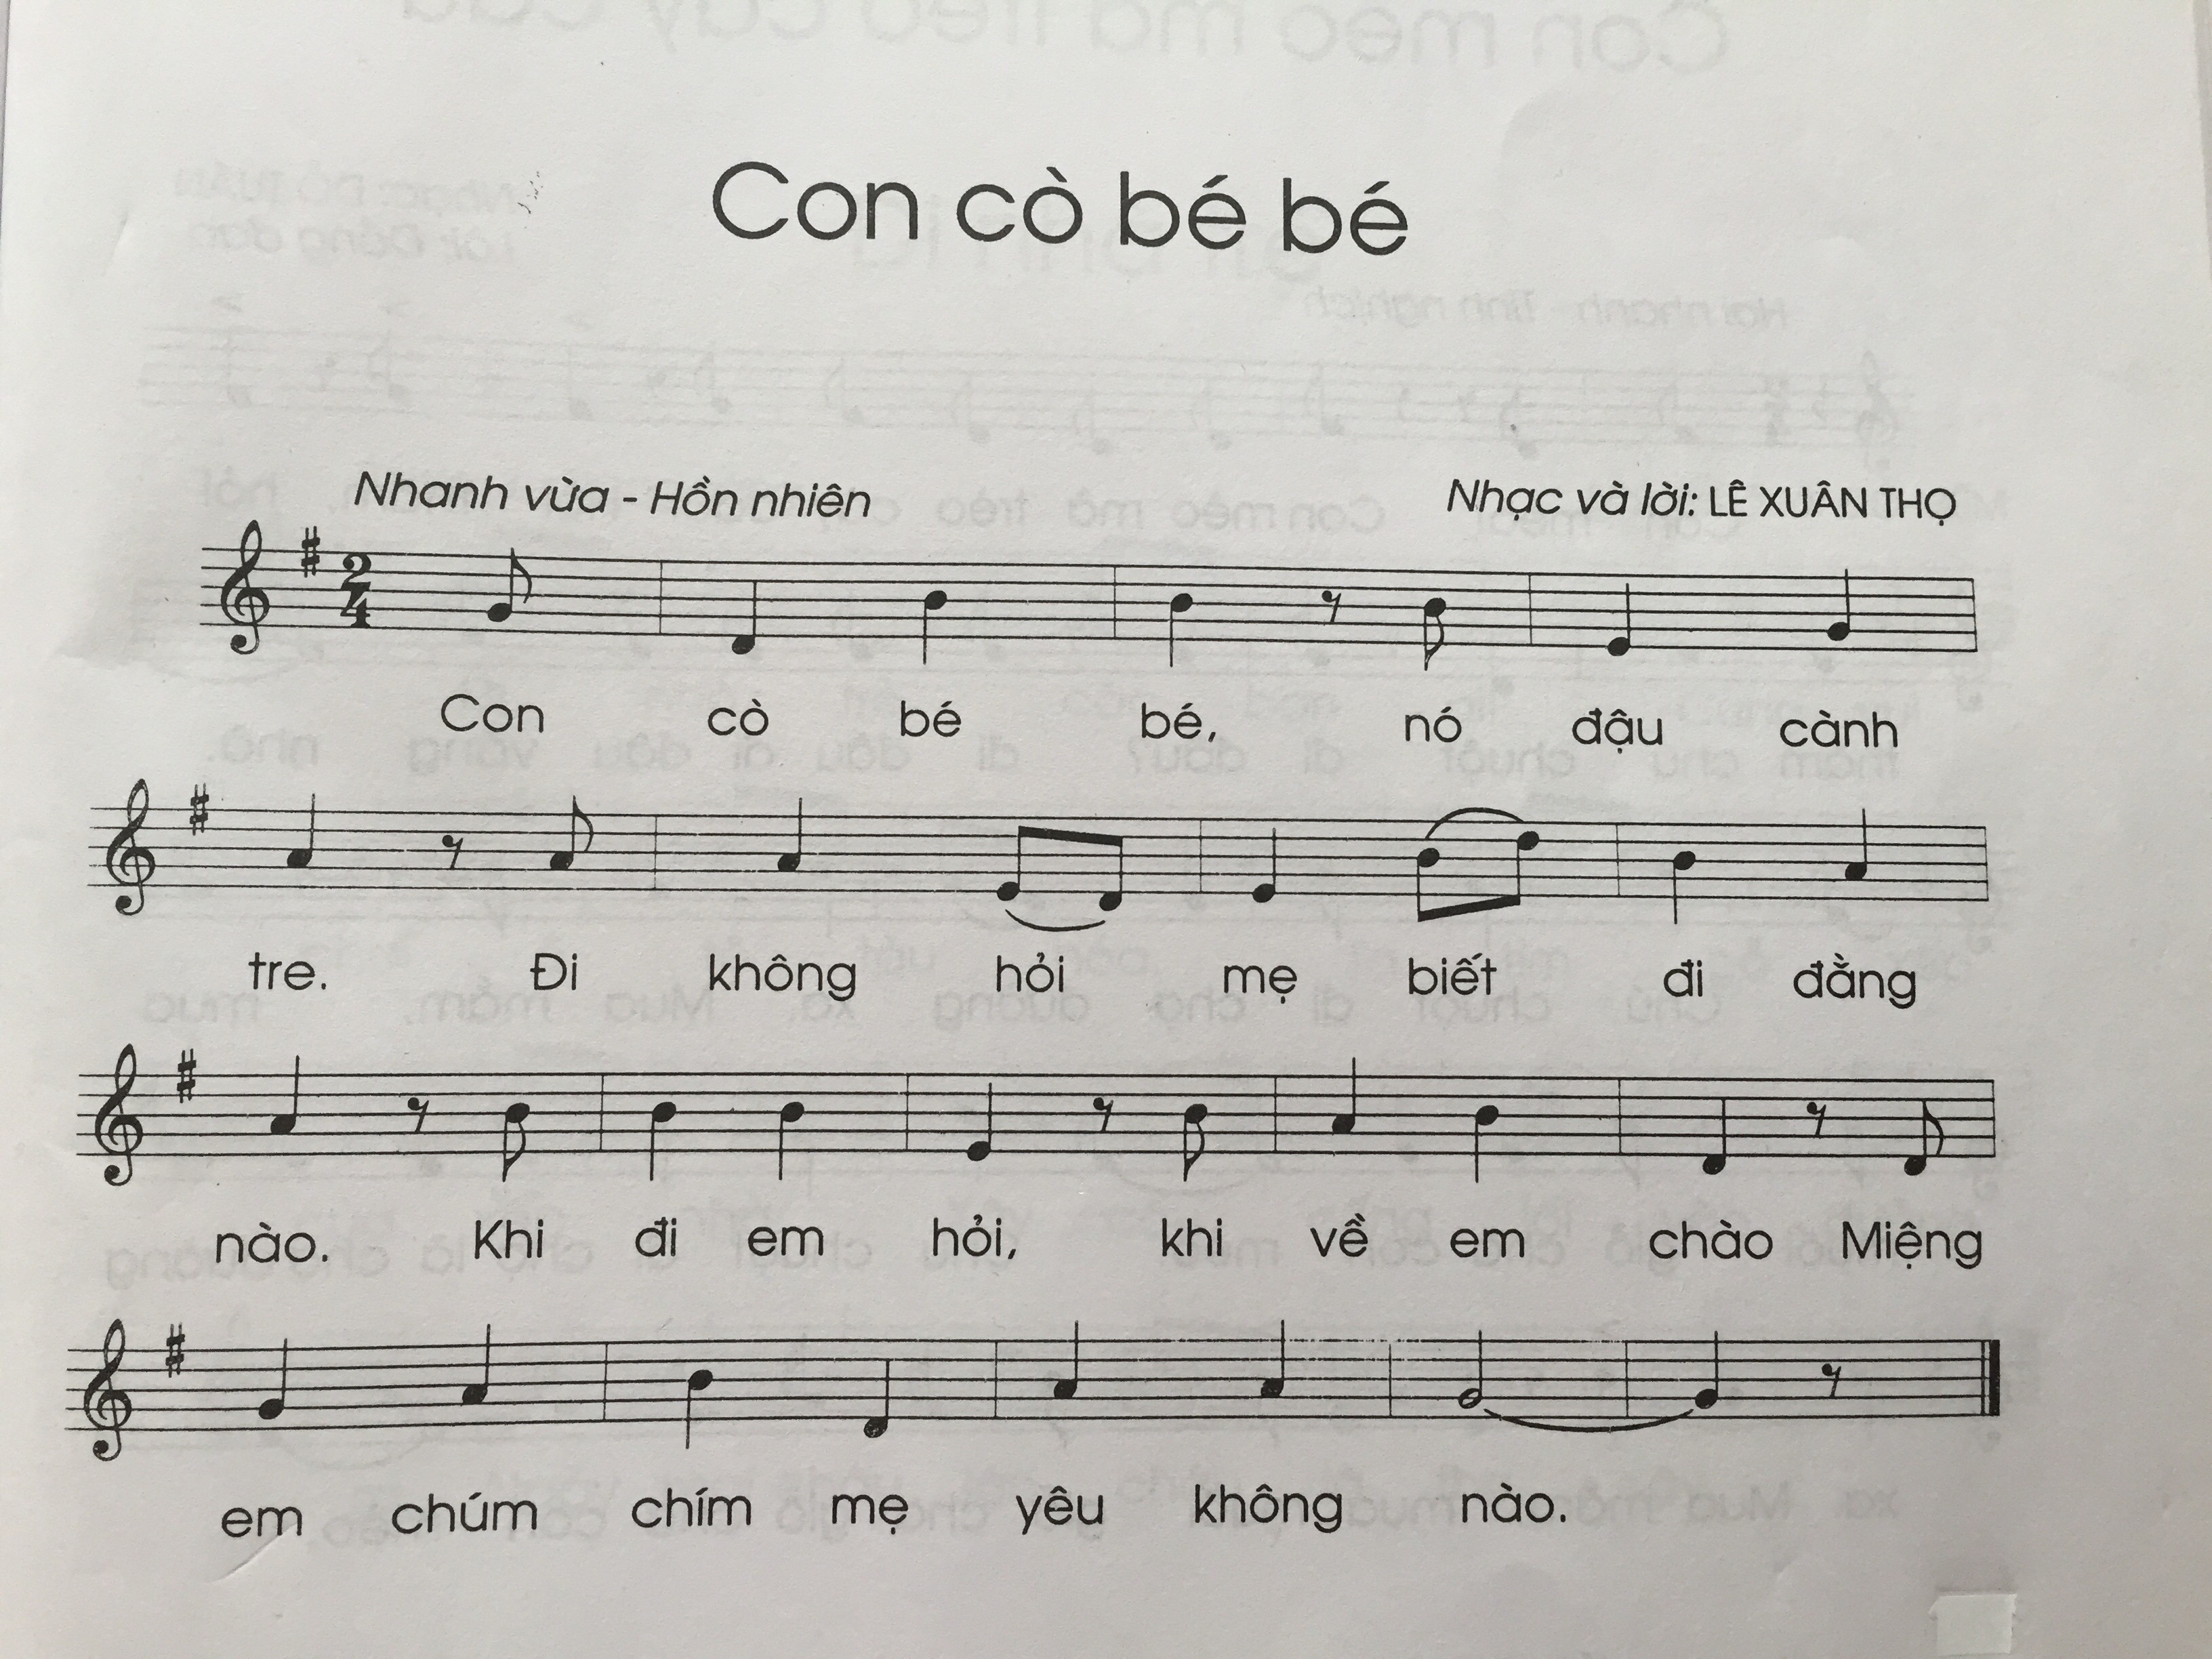 Con cò bé bé
Nhanh vừa - Hồn nhiên
Nhạc và lời: LÊ XUÂN THỌ
2
4
Con cò bé bé, nó đậu cành
tre. Đi không hỏi mẹ biết đi đằng
nào. Khi đi em hỏi, khi về em chào Miệng
em chúm chím mẹ yêu không nào.